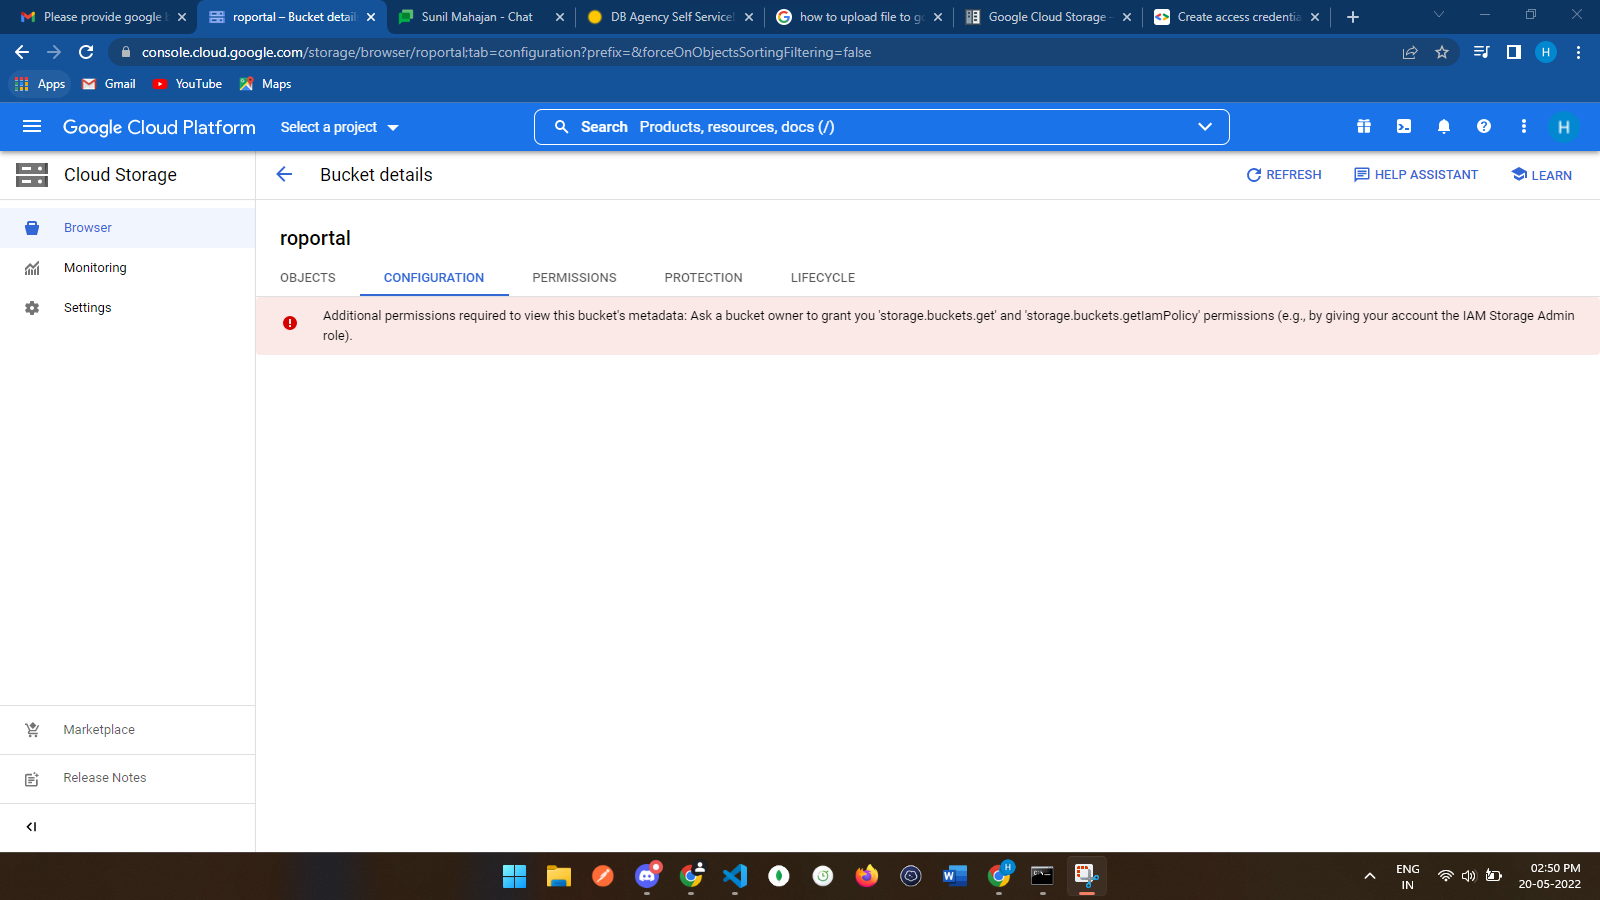 Please provide google
roportal – Bucket detail
Sunil Mahajan - Chat
DB Agency Self Service
how to upload file to g
Google Cloud Storage -
Create access credentia
console.cloud.google.com/storage/browser/roportal;tab=configuration?prefix=&forceOnObjectsSortingFiltering=false
H
Apps
Gmail
YouTube
Maps
Google Cloud Platform
Select a project
Search Products, resources, docs (/)
H
Cloud Storage
Bucket details
REFRESH
HELP ASSISTANT
LEARN
Browser
Monitoring
Settings
roportal
OBJECTS
CONFIGURATION
PERMISSIONS
PROTECTION
LIFECYCLE
Additional permissions required to view this bucket's metadata: Ask a bucket owner to grant you 'storage.buckets.get' and 'storage.buckets.getIamPolicy' permissions (e.g., by giving your account the IAM Storage Admin
role).
Marketplace
Release Notes
H
ENG
IN
02:50 PM
20-05-2022